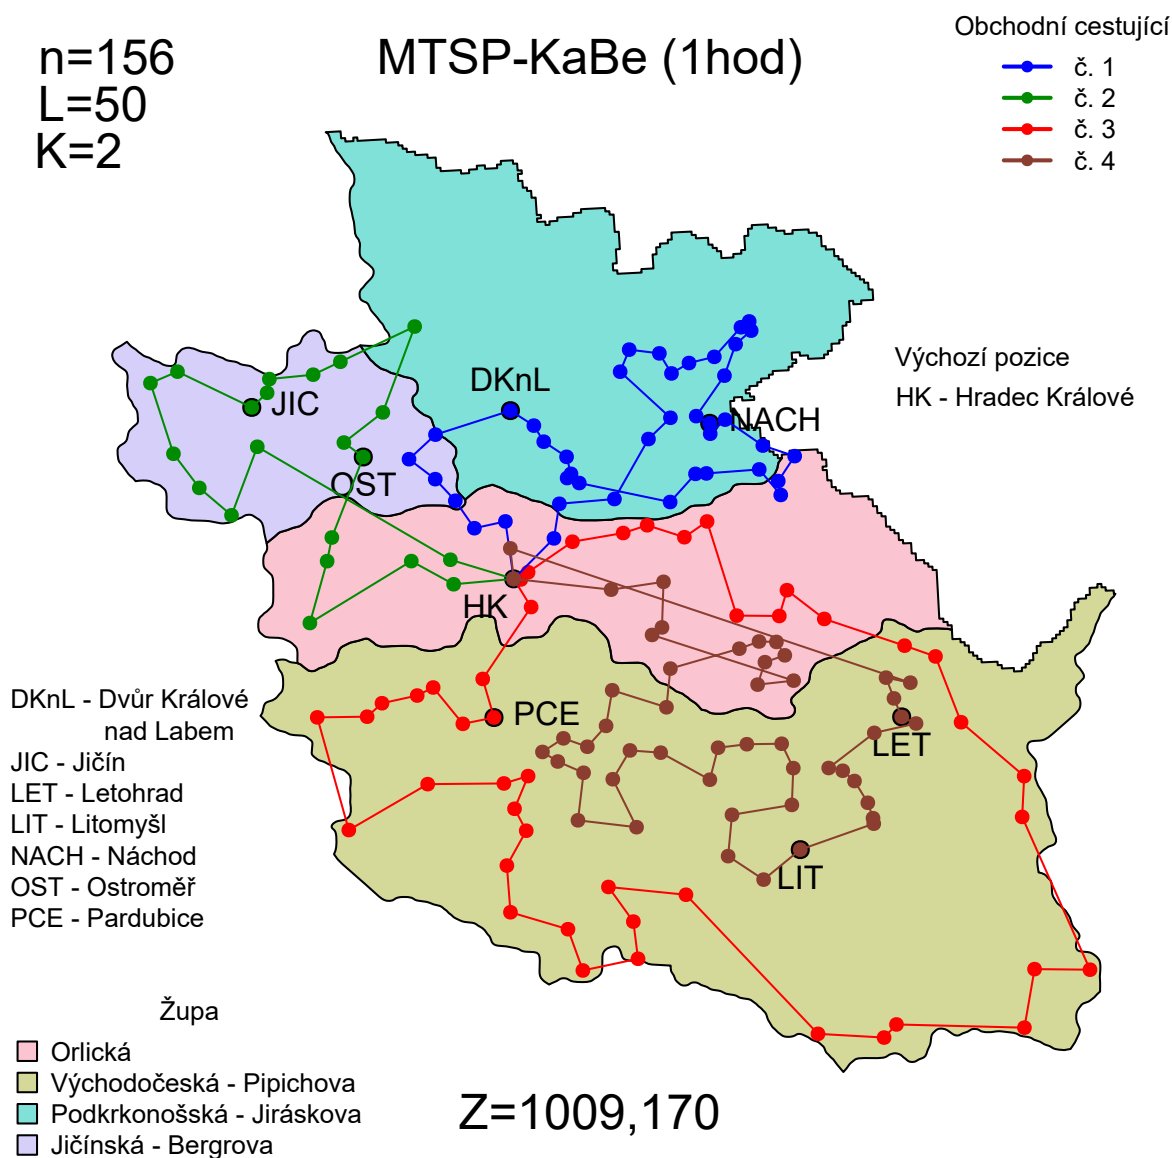 n=156
L=50
K=2
MTSP-KaBe (1hod)
Obchodní cestující
č. 1
č. 2
č. 3
č. 4
Výchozí pozice
HK - Hradec Králové
DKnL
NACH
JIC
OST
HK
PCE
LET
LIT
DKnL - Dvůr Králové
nad Labem
JIC - Jičín
LET - Letohrad
LIT - Litomyšl
NACH - Náchod
OST - Ostroměř
PCE - Pardubice
Župa
Orlická
Východočeská - Pipichova
Podkrkonošská - Jiráskova
Jičínská - Bergrova
Z=1009,170